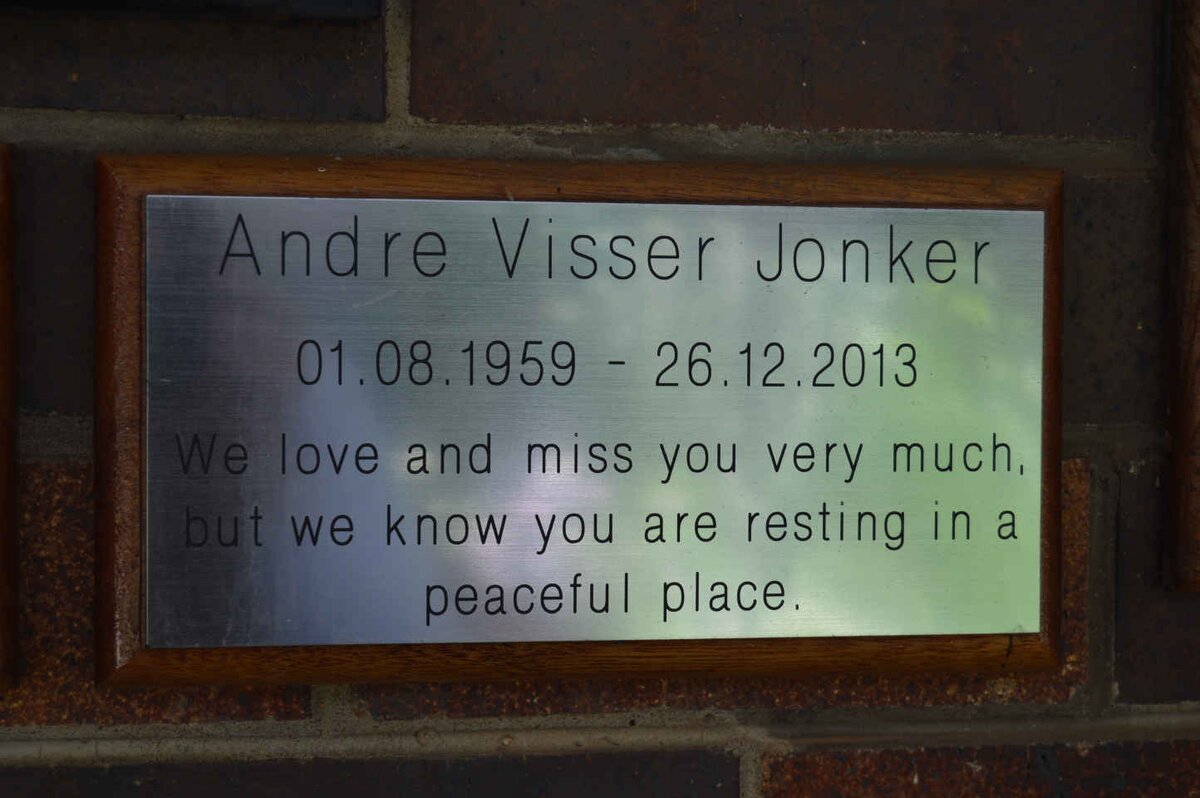 Andre Visser Jonker
01.08.1959 - 26.12.2013
We love and miss you very much,
but we know you are resting in a
peaceful place.